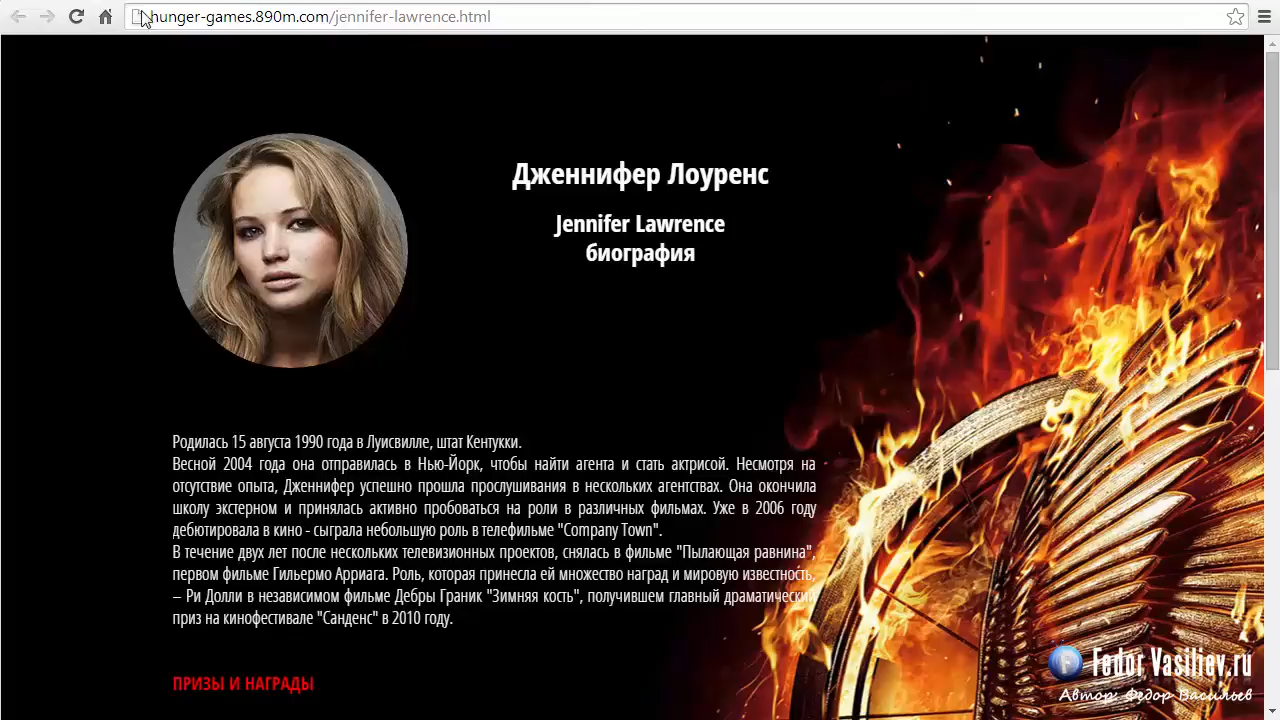 hunger-games.890m.com/jennifer-lawrence.html
Дженнифер Лоуренс
Jennifer Lawrence
биография
Родилась 15 августа 1990 года в Луисвилле, штат Кентукки.
Весной 2004 года она отправилась в Нью-Йорк, чтобы найти агента и стать актрисой. Несмотря на
отсутствие опыта, Дженнифер успешно прошла прослушивания в нескольких агентствах. Она окончила
школу экстерном и принялась активно пробоваться на роли в различных фильмах. Уже в 2006 году
дебютировала в кино - сыграла небольшую роль в телефильме "Company Town".
В течение двух лет после нескольких телевизионных проектов, снялась в фильме "Пылающая равнина",
первом фильме Гильермо Арриага. Роль, которая принесла ей множество наград и мировую известность,
– Ри Долли в независимом фильме Дебры Граник "Зимняя кость", получившем главный драматический
приз на кинофестивале "Санденс" в 2010 году.
ПРИЗЫ И НАГРАДЫ
F Fedor Vasiliev.ru
Автор: Федор Васильев